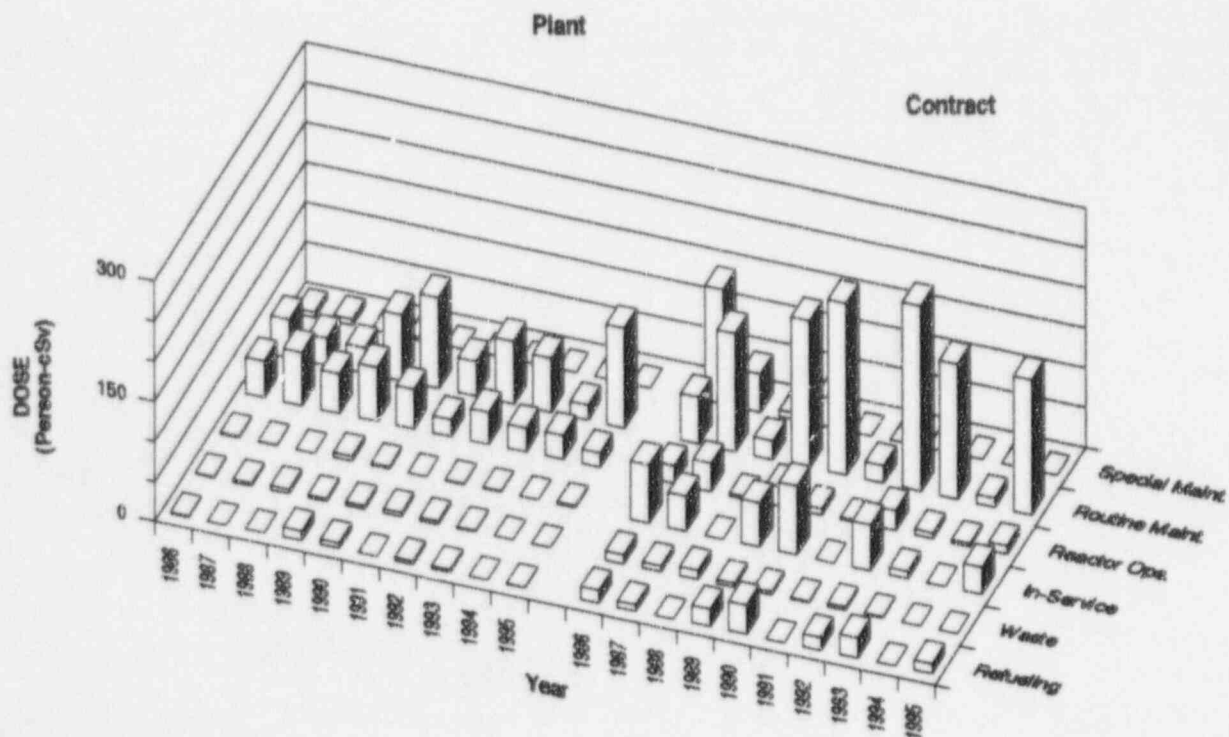 Plant
Contract
300
150
0
DOSE
(Person-cSv)
1986
1987
1988
1989
1990
1991
1992
1993
1994
1995
1986
1987
1988
1989
1990
1991
1992
1993
1994
1995
Year
Special Maint.
Routine Maint.
Reactor Ops.
In-Service
Waste
Refueling